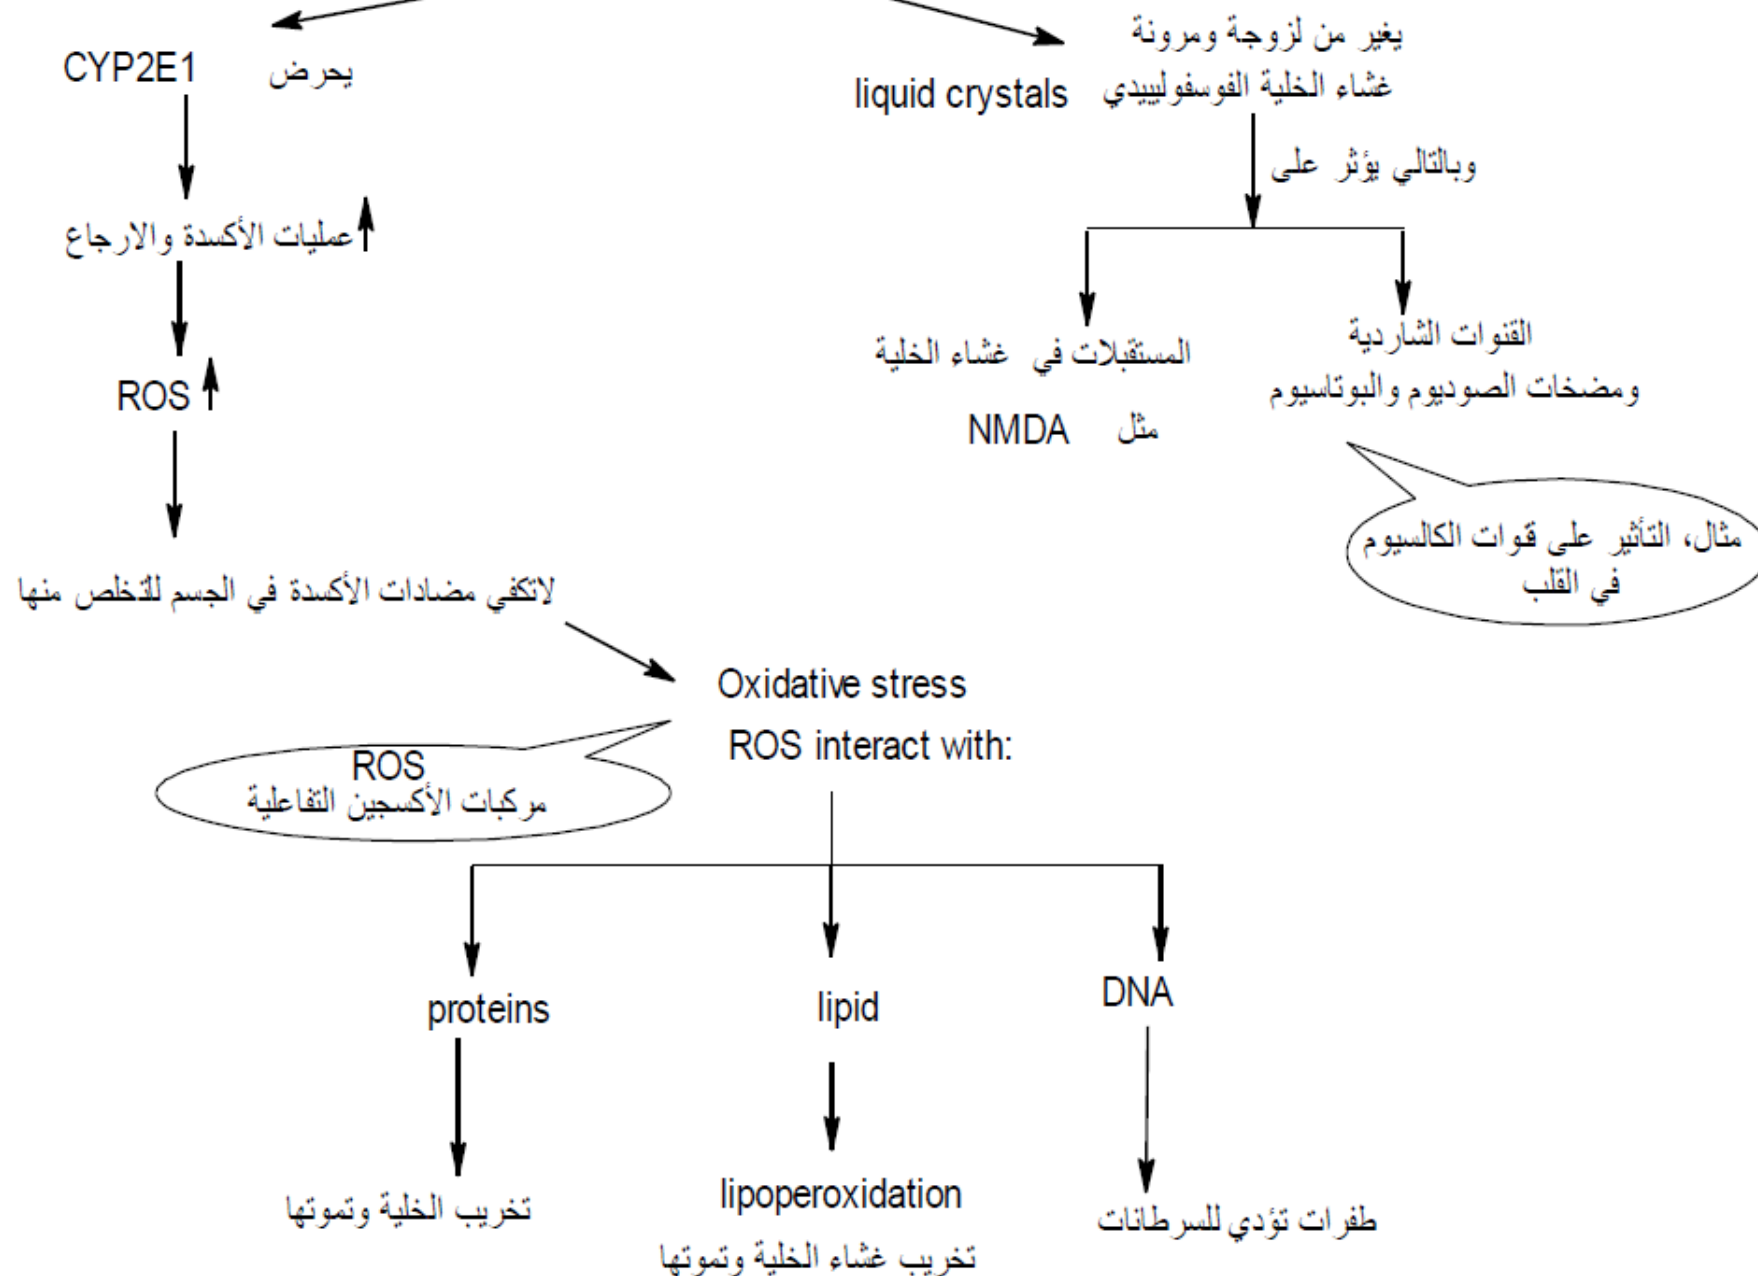 يحرض CYP2E1
عمليات الأكسدة والارجاع
ROS
لاتكفي مضادات الأكسدة في الجسم للتخلص منها
يغير من لزوجة ومرونة
غشاء الخلية الفوسفوليبيدي liquid crystals
وبالتالي يؤثر على
القنوات الشاردية
ومضخات الصوديوم والبوتاسيوم
المستقبلات في غشاء الخلية
مثل NMDA
مثال، التأثير على قنوات الكالسيوم
في القلب
Oxidative stress
ROS interact with:
ROS
مركبات الأكسجين التفاعلية
proteins
تخريب الخلية وتموتها
lipid
lipoperoxidation
تخريب غشاء الخلية وتموتها
DNA
طفرات تؤدي للسرطانات